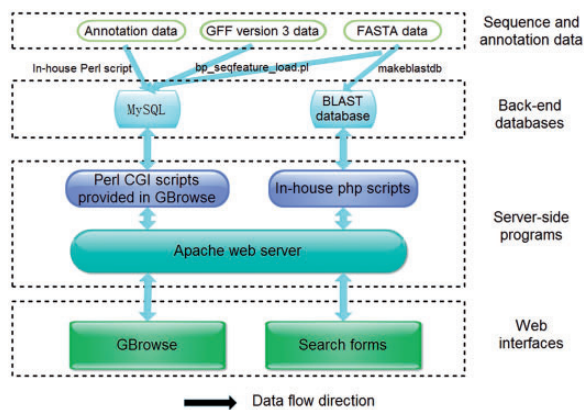 Annotation data
GFF version 3 data
FASTA data
Sequence and
annotation data
In-house Perl script
bp_seqfeature_load.pl
makeblastdb
MySQL
BLAST
database
Back-end
databases
Perl CGI scripts
provided in GBrowse
In-house php scripts
Apache web server
Server-side
programs
GBrowse
Search forms
Web
interfaces
Data flow direction